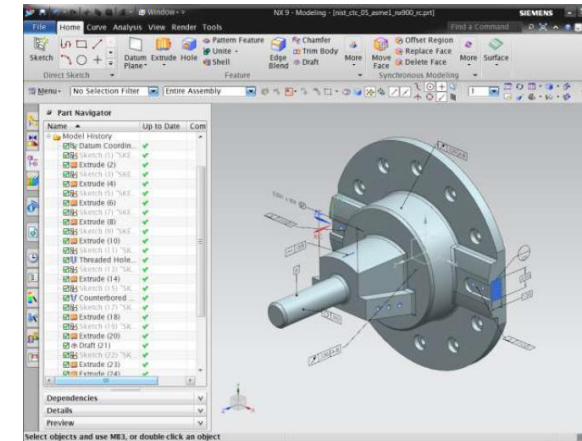 Window
NX 9 - Modeling - [nist_ctc_05_asme1_nx900_rc.prt]
SIEMENS
File Home Curve Analysis View Render Tools
Find a Command
Sketch
Datum Plane
Extrude
Hole
Pattern Feature
Unite
Shell
Edge Blend
Chamfer
Trim Body
Draft
More
Move Face
Offset Region
Replace Face
Delete Face
More
Surface
Direct Sketch
Feature
Synchronous Modeling
Menu
No Selection Filter
Entire Assembly
1
Part Navigator
Name Up to Date Com
Model History
Datum Coordin...
Sketch (1) "SKE
Extrude (2)
Sketch (3) "SKE
Extrude (4)
Sketch (5) "SKE
Extrude (6)
Sketch (7) "SKE
Extrude (8)
Sketch (9) "SKE
Extrude (10)
Sketch (11) "SK
Threaded Hole...
Sketch (13) "SK
Extrude (14)
Sketch (15) "SK
Counterbored ...
Sketch (17) "SK
Extrude (18)
Sketch (19) "SK
Extrude (20)
Draft (21)
Sketch (22) "SK
Extrude (23)
Extrude (24)
Dependencies
Details
Preview
Select objects and use MB3, or double click an object